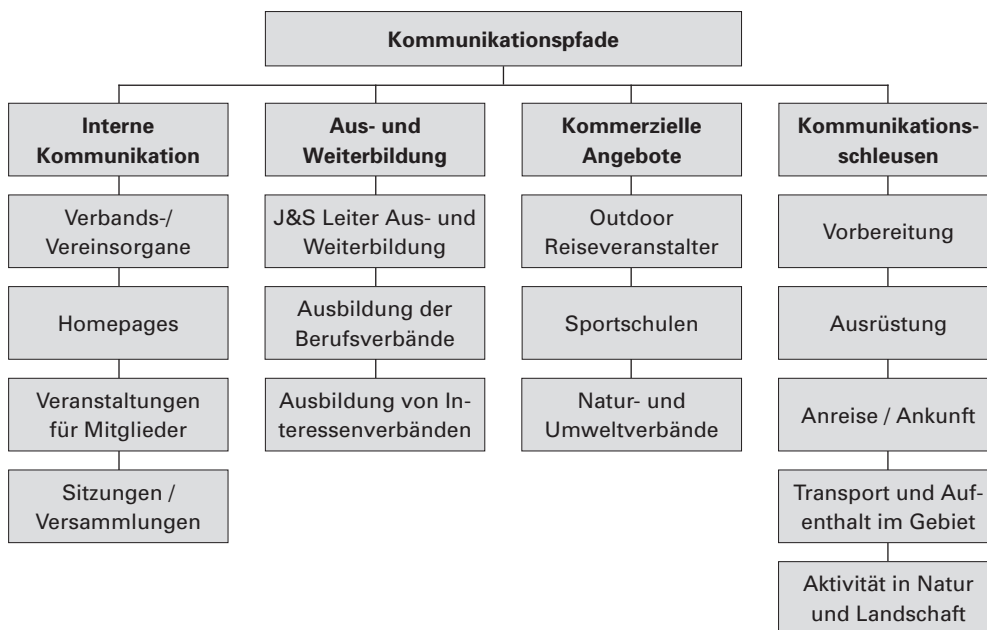 Kommunikationspfade
Interne
Kommunikation
Verbands-/
Vereinsorgane
Homepages
Veranstaltungen
für Mitglieder
Sitzungen /
Versammlungen
Aus- und
Weiterbildung
J&S Leiter Aus- und
Weiterbildung
Ausbildung der
Berufsverbände
Ausbildung von In-
teressenverbänden
Kommerzielle
Angebote
Outdoor
Reiseveranstalter
Sportschulen
Natur- und
Umweltverbände
Kommunikations-
schleusen
Vorbereitung
Ausrüstung
Anreise / Ankunft
Transport und Auf-
enthalt im Gebiet
Aktivität in Natur
und Landschaft